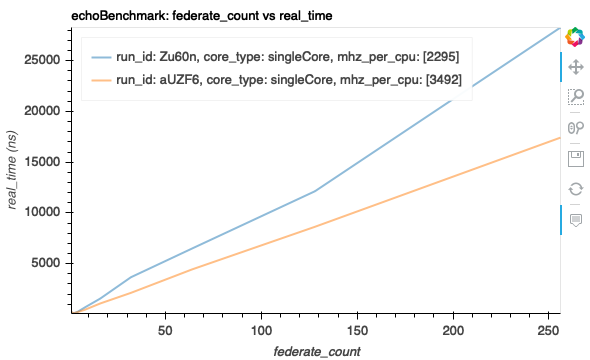 echoBenchmark: federate_count vs real_time
run_id: Zu60n, core_type: singleCore, mhz_per_cpu: [2295]
run_id: aUZF6, core_type: singleCore, mhz_per_cpu: [3492]
real_time (ns)
25000
20000
15000
10000
5000
50
100
150
200
250
federate_count